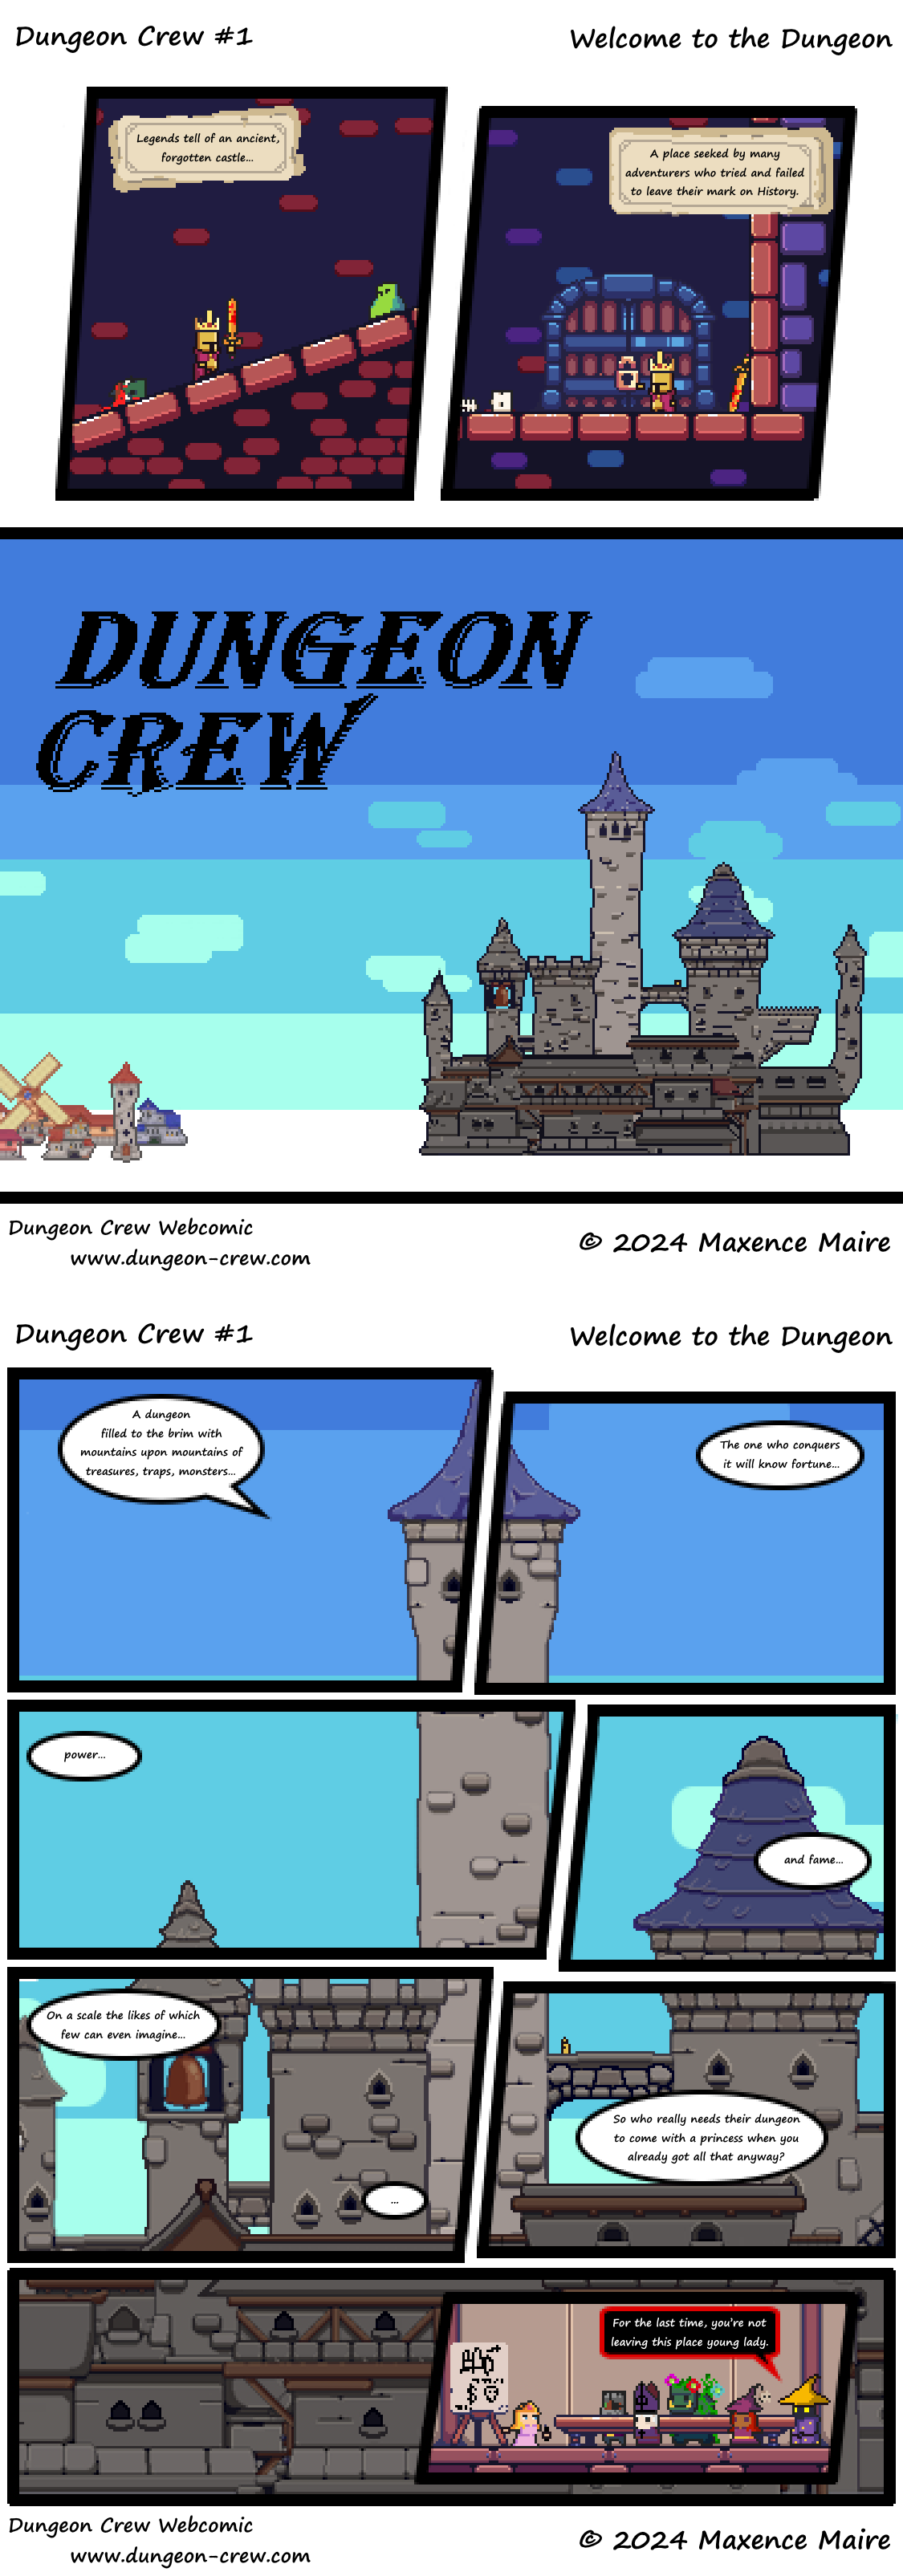 Dungeon Crew #1
Welcome to the Dungeon
Legends tell of an ancient,
forgotten castle...
A place seeked by many
adventurers who tried and failed
to leave their mark on History.
DUNGEON
CREW
Dungeon Crew Webcomic
www.dungeon-crew.com
© 2024 Maxence Maire
Dungeon Crew #1
Welcome to the Dungeon
A dungeon
filled to the brim with
mountains upon mountains of
treasures, traps, monsters...
The one who conquers
it will know fortune...
power...
and fame...
On a scale the likes of which
few can even imagine...
...
So who really needs their dungeon
to come with a princess when you
already got all that anyway?
For the last time, you're not
leaving this place young lady.
Dungeon Crew Webcomic
www.dungeon-crew.com
© 2024 Maxence Maire